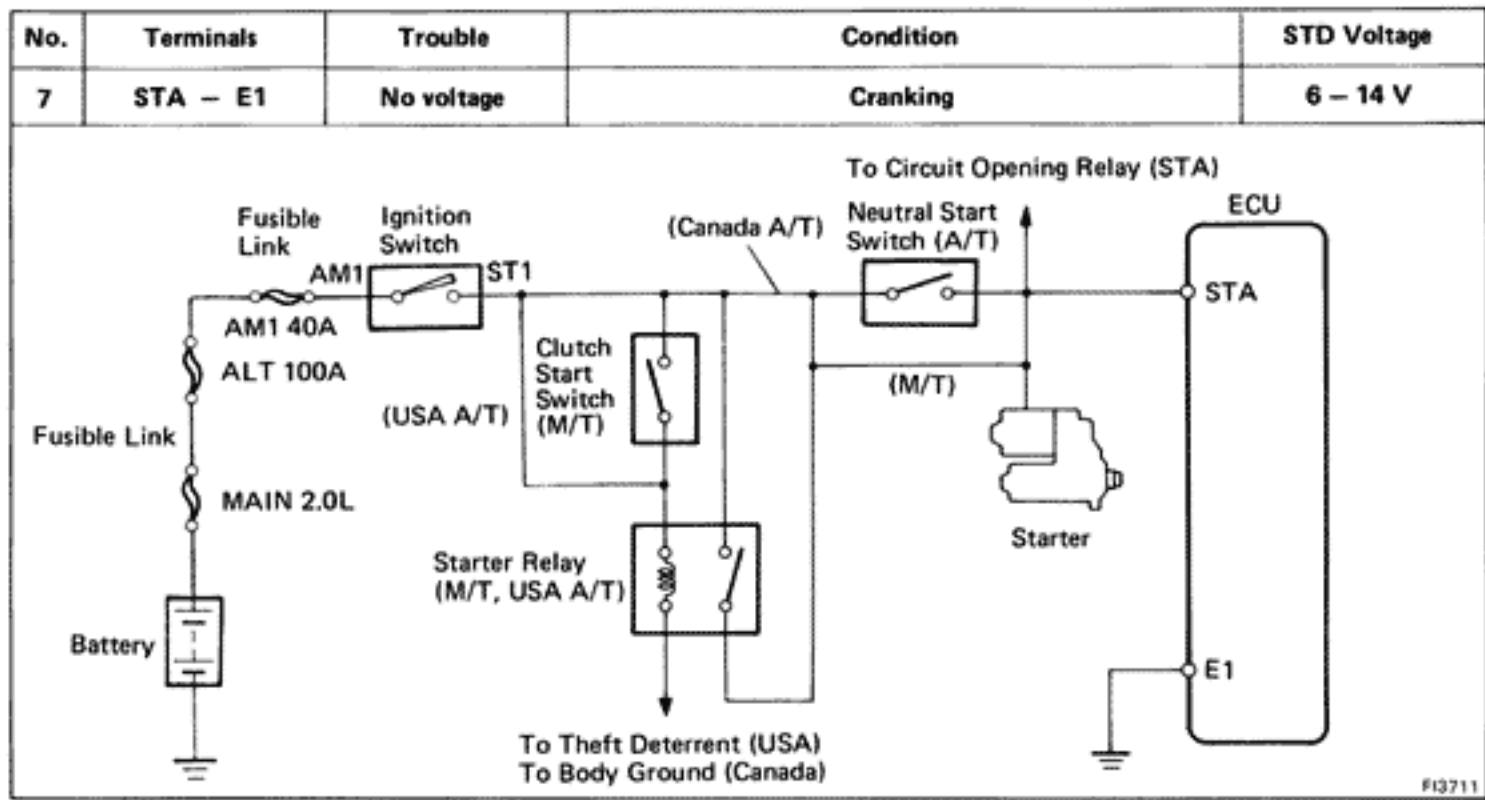 No. Terminals Trouble Condition STD Voltage
7 STA – E1 No voltage Cranking 6 – 14 V
To Circuit Opening Relay (STA)
Fusible
Link
Ignition
Switch
(Canada A/T)
Neutral Start
Switch (A/T)
ECU
AM1
ST1
STA
AM1 40A
ALT 100A
Clutch
Start
Switch
(M/T)
(USA A/T)
(M/T)
Fusible Link
MAIN 2.0L
Starter
Starter Relay
(M/T, USA A/T)
Battery
E1
To Theft Deterrent (USA)
To Body Ground (Canada)
FI3711